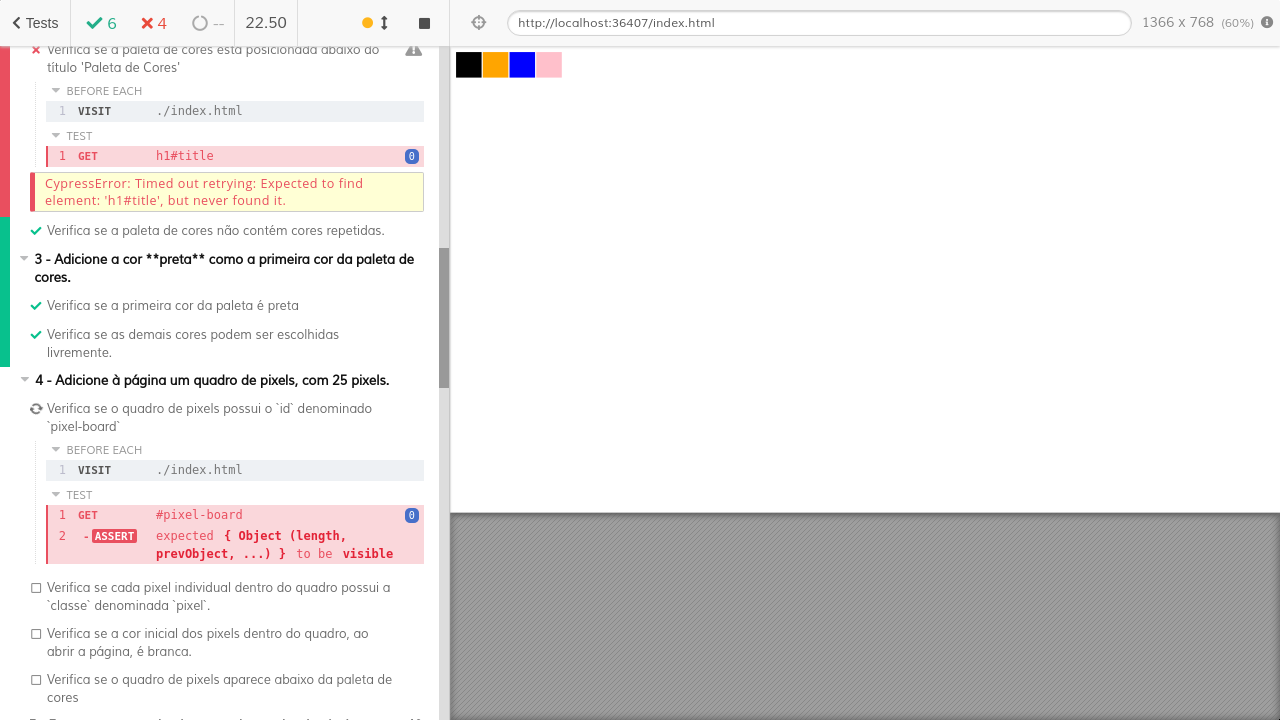 Tests 6 4 -- 22.50
http://localhost:36407/index.html 1366 x 768 (60%)
Verifica se a paleta de cores está posicionada abaixo do
título 'Paleta de Cores'
BEFORE EACH
1 VISIT ./index.html
TEST
1 GET h1#title 0
CypressError: Timed out retrying: Expected to find
element: 'h1#title', but never found it.
Verifica se a paleta de cores não contém cores repetidas.
3 - Adicione a cor **preta** como a primeira cor da paleta de
cores.
Verifica se a primeira cor da paleta é preta
Verifica se as demais cores podem ser escolhidas
livremente.
4 - Adicione à página um quadro de pixels, com 25 pixels.
Verifica se o quadro de pixels possui o `id` denominado
`pixel-board`
BEFORE EACH
1 VISIT ./index.html
TEST
1 GET #pixel-board 0
2 -ASSERT expected { Object (length,
prevObject, ...) } to be visible
Verifica se cada pixel individual dentro do quadro possui a
`classe` denominada `pixel`.
Verifica se a cor inicial dos pixels dentro do quadro, ao
abrir a página, é branca.
Verifica se o quadro de pixels aparece abaixo da paleta de
cores